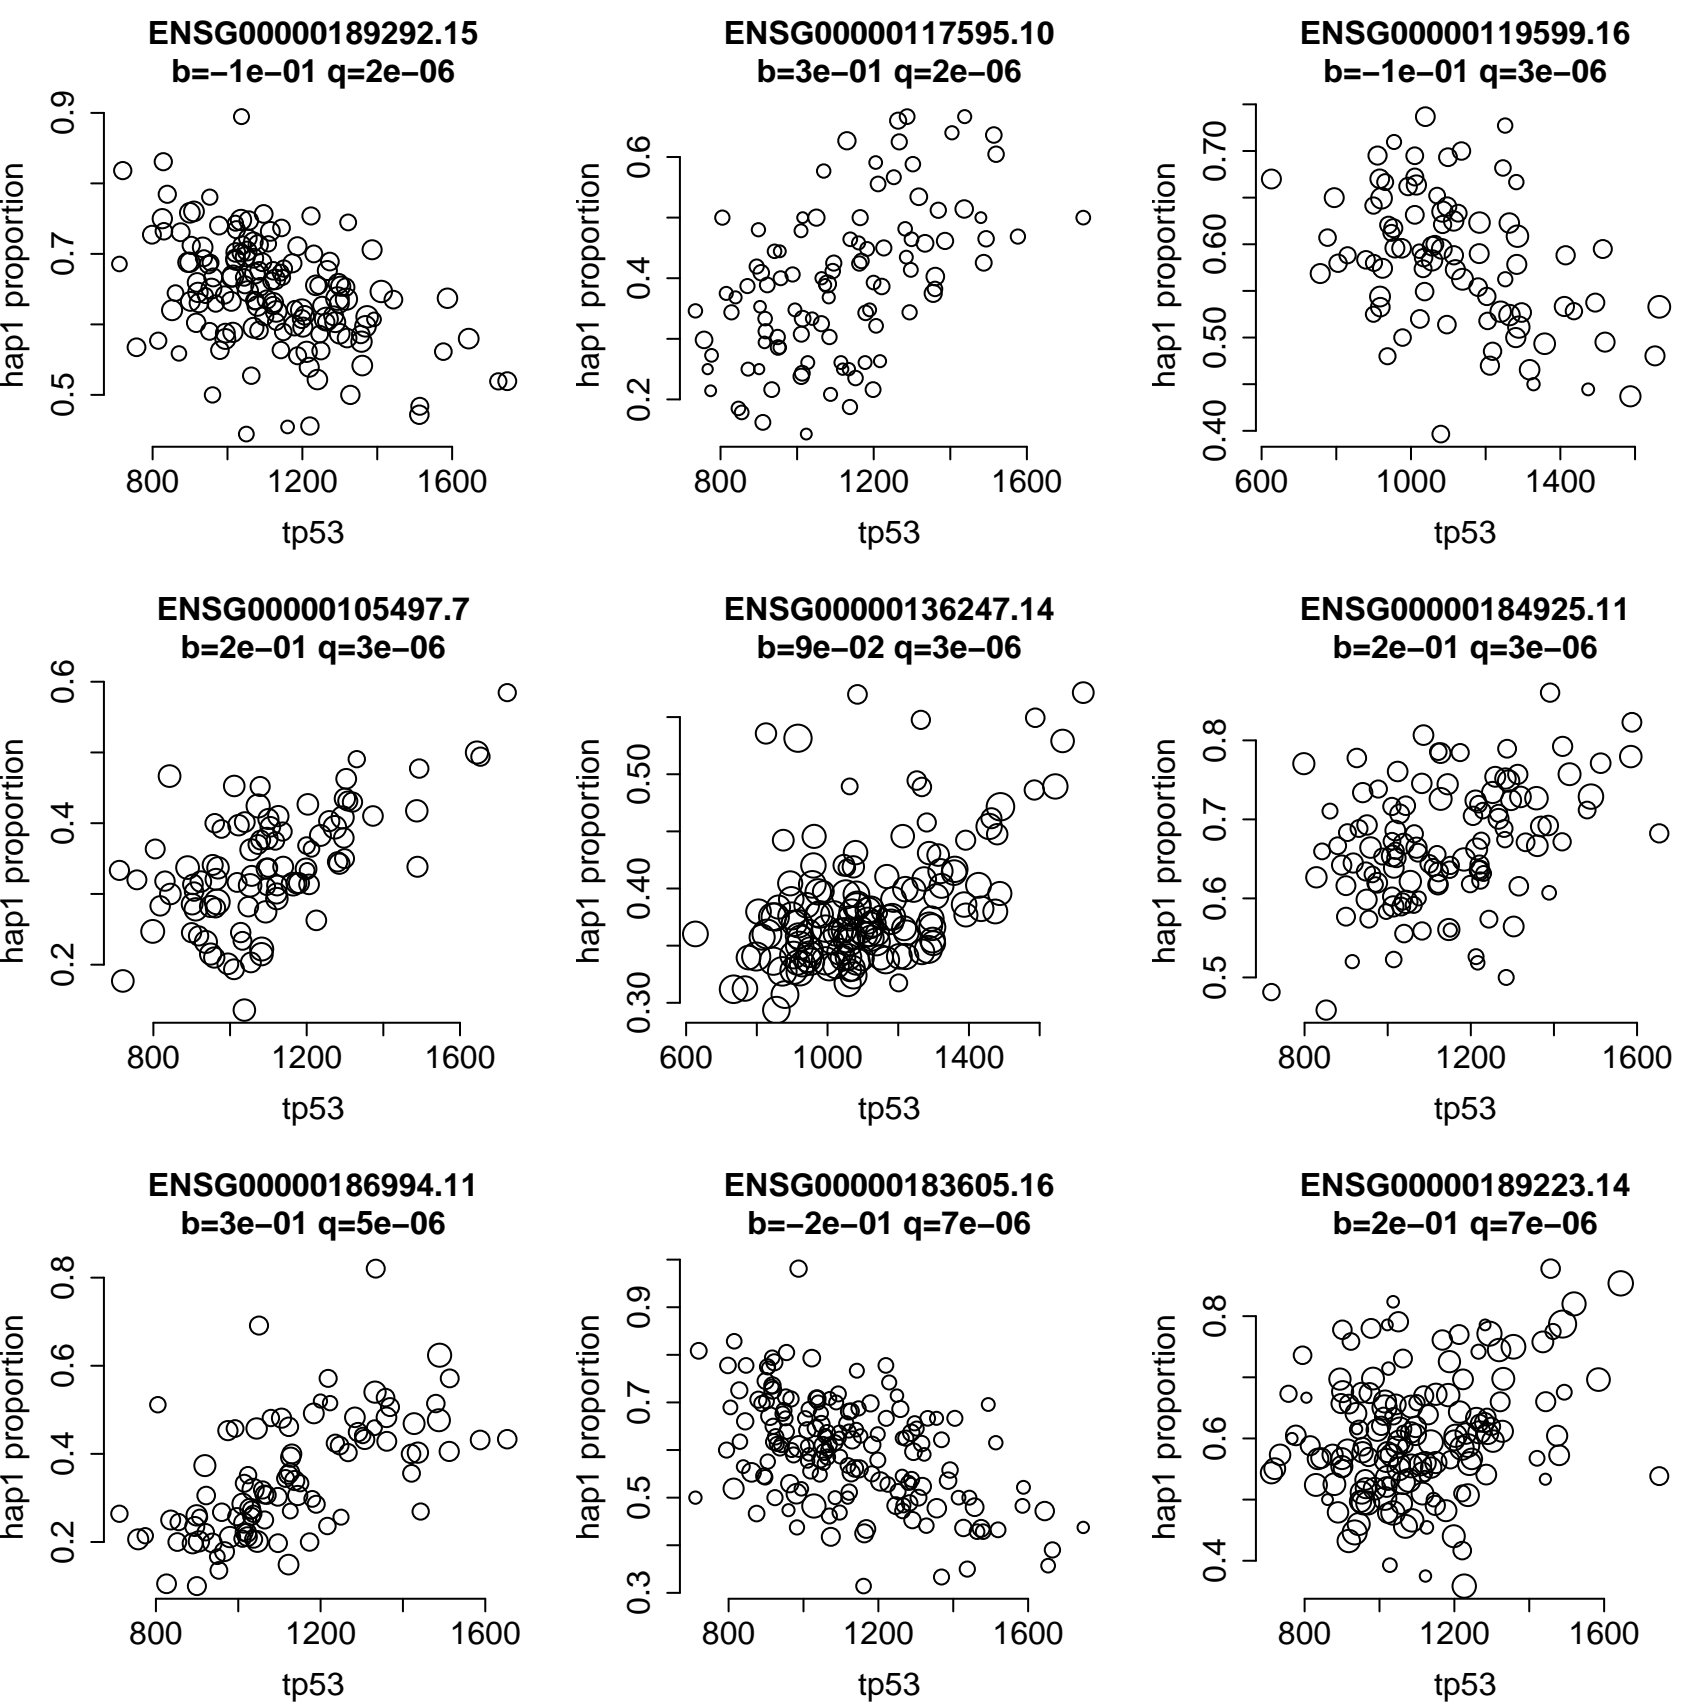 ENSG00000189292.15
b=−1e−01 q=2e−06
0.9
0.7
0.5
hap1 proportion
800 1200 1600
tp53
ENSG00000117595.10
b=3e−01 q=2e−06
0.6
0.4
0.2
hap1 proportion
800 1200 1600
tp53
ENSG00000119599.16
b=−1e−01 q=3e−06
0.70
0.60
0.50
0.40
hap1 proportion
600 1000 1400
tp53
ENSG00000105497.7
b=2e−01 q=3e−06
0.6
0.4
0.2
hap1 proportion
800 1200 1600
tp53
ENSG00000136247.14
b=9e−02 q=3e−06
0.50
0.40
0.30
hap1 proportion
600 1000 1400
tp53
ENSG00000184925.11
b=2e−01 q=3e−06
0.8
0.7
0.6
0.5
hap1 proportion
800 1200 1600
tp53
ENSG00000186994.11
b=3e−01 q=5e−06
0.8
0.6
0.4
0.2
hap1 proportion
800 1200 1600
tp53
ENSG00000183605.16
b=−2e−01 q=7e−06
0.9
0.7
0.5
0.3
hap1 proportion
800 1200 1600
tp53
ENSG00000189223.14
b=2e−01 q=7e−06
0.8
0.6
0.4
hap1 proportion
800 1200 1600
tp53